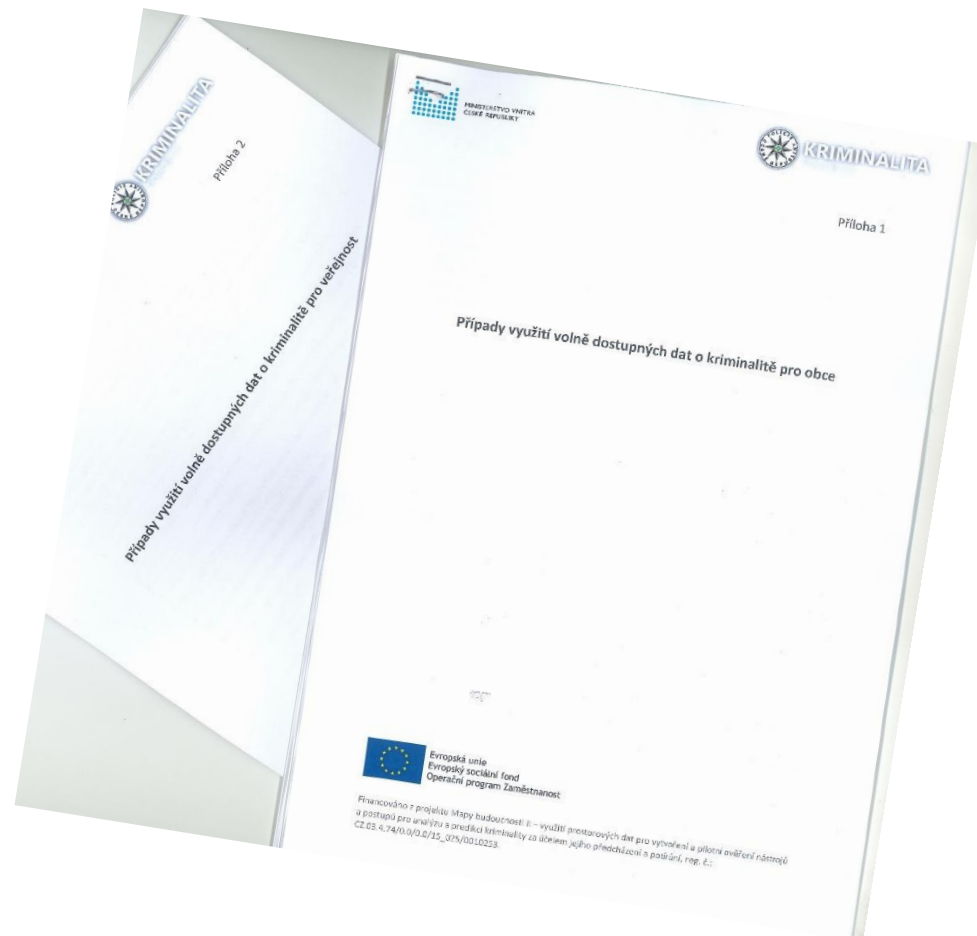 KRIMINALITA
Příloha 2
Případy využití volně dostupných dat o kriminalitě pro veřejnost
MINISTERSTVO VNITRA
ČESKÉ REPUBLIKY
KRIMINALITA
Příloha 1
Případy využití volně dostupných dat o kriminalitě pro obce
Evropská unie
Evropský sociální fond
Operační program Zaměstnanost
Financováno z projektu Mapy budoucnosti II – využití prostorových dat pro vytvoření a pilotní ověření nástrojů
a postupů pro analýzu a predikci kriminality za účelem jejího předcházení a potírání, reg. č.:
CZ.03.4.74/0.0/0.0/15_025/0010253.